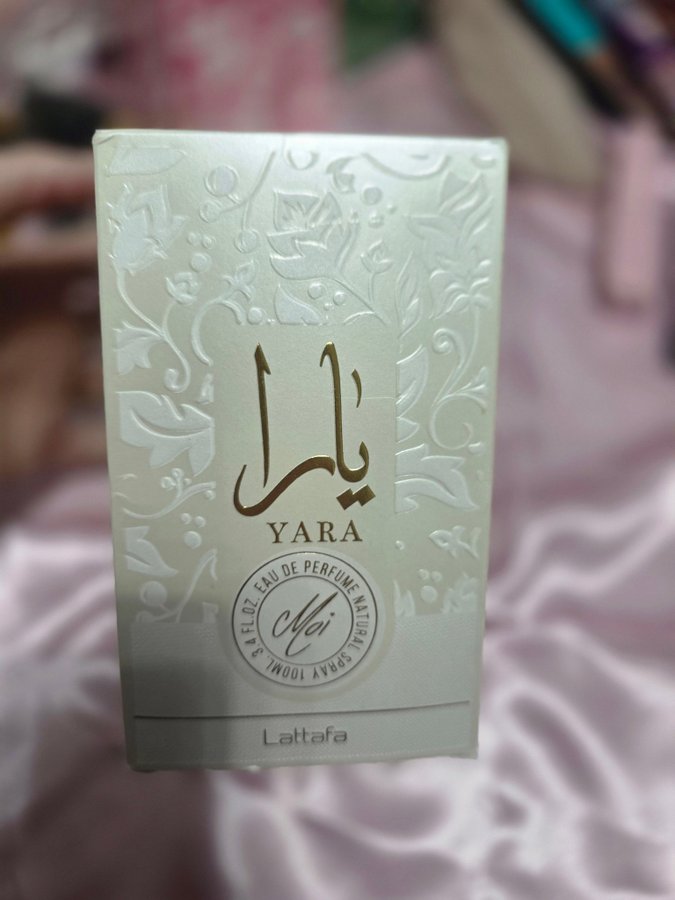 يارا
YARA
EAU DE PERFUME NATURAL SPRAY 100ML. 3.4 FL.OZ.
Moi
Lattafa